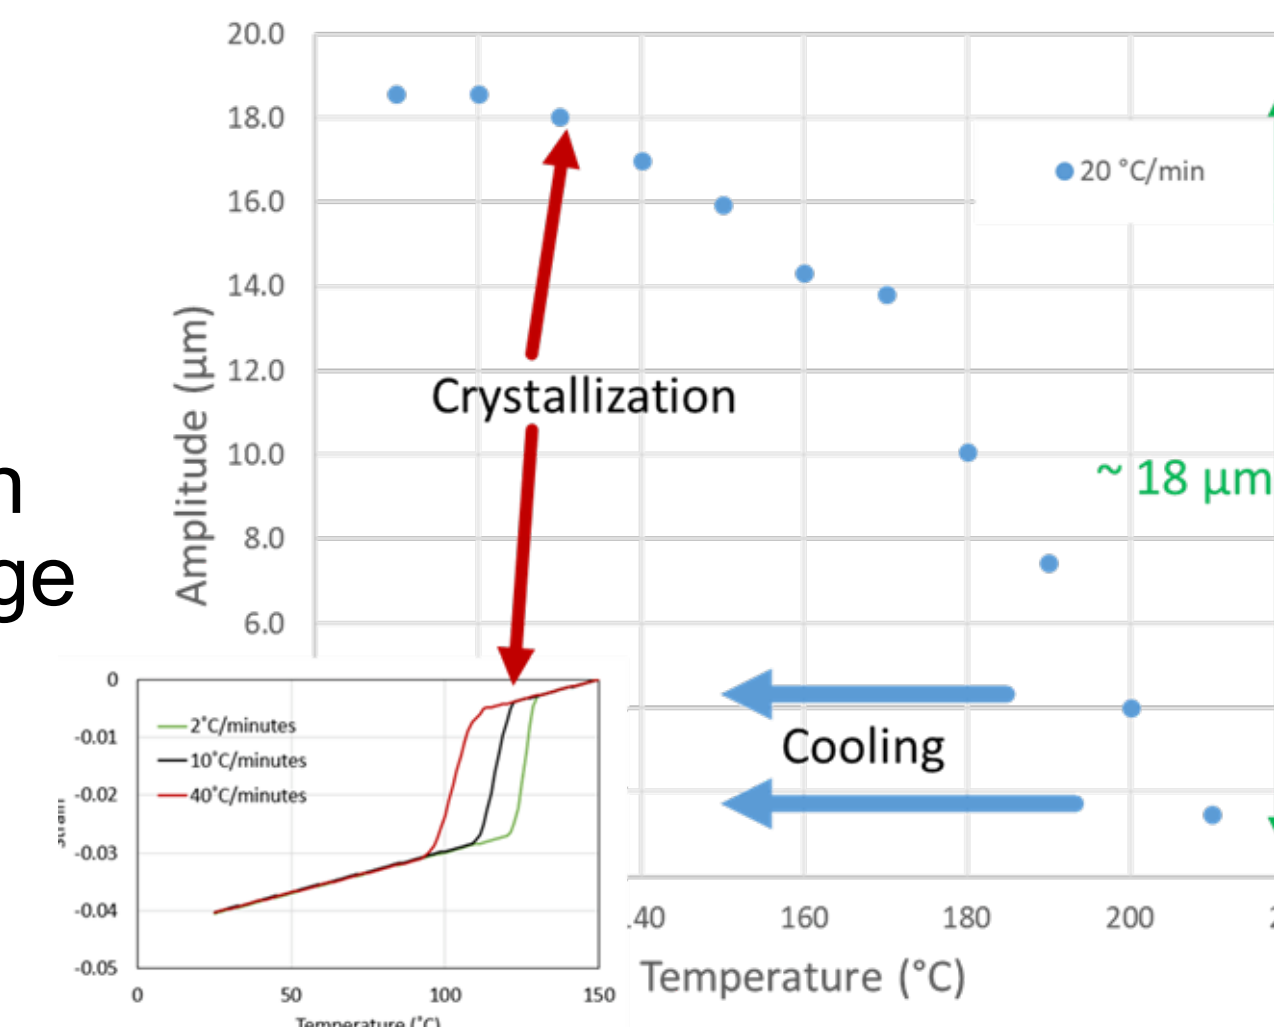 20.0
18.0
16.0
14.0
12.0
10.0
8.0
6.0
Amplitude (μm)
20 °C/min
Crystallization
~ 18 μm
n
ge
Cooling
0
-0.01
-0.02
-0.03
-0.04
-0.05
2˚C/minutes
10˚C/minutes
40˚C/minutes
0 50 100 150
Temperature (˚C)
40 160 180 200
Temperature (°C)